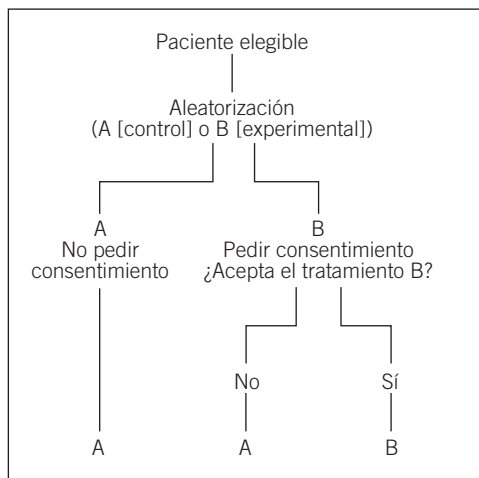 Paciente elegible
Aleatorización
(A [control] o B [experimental])
A
No pedir
consentimiento
B
Pedir consentimiento
¿Acepta el tratamiento B?
No
Sí
A
A
B